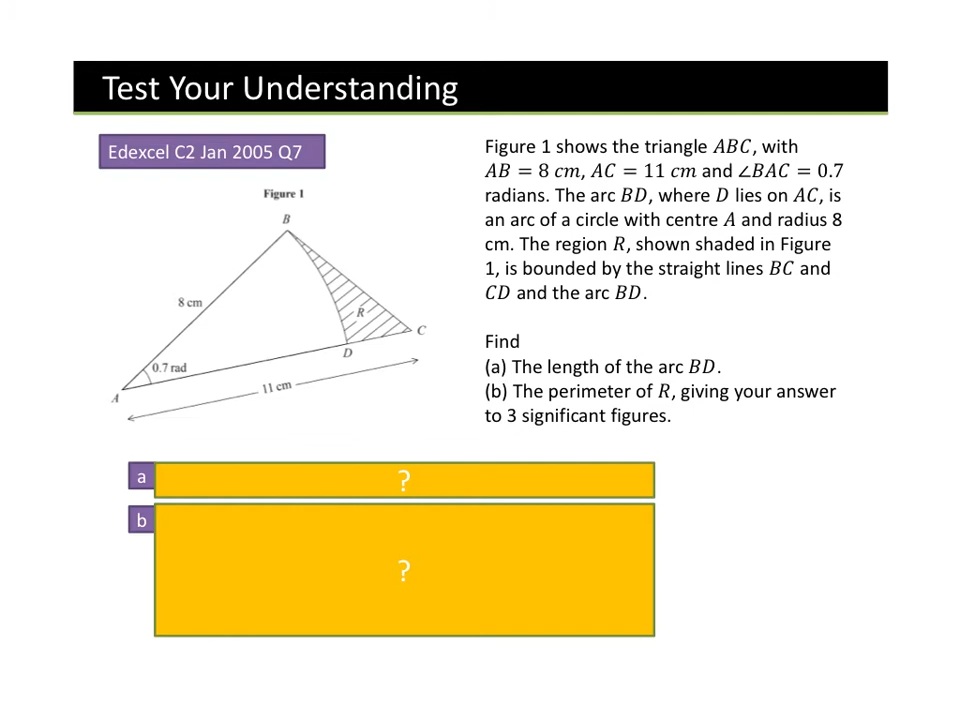 Test Your Understanding
Edexcel C2 Jan 2005 Q7
Figure 1
B
8 cm
R
C
D
0.7 rad
11 cm
A
Figure 1 shows the triangle 𝐴𝐵𝐶, with
𝐴𝐵 = 8 𝑐𝑚, 𝐴𝐶 = 11 𝑐𝑚 and ∠𝐵𝐴𝐶 = 0.7
radians. The arc 𝐵𝐷, where 𝐷 lies on 𝐴𝐶, is
an arc of a circle with centre 𝐴 and radius 8
cm. The region 𝑅, shown shaded in Figure
1, is bounded by the straight lines 𝐵𝐶 and
𝐶𝐷 and the arc 𝐵𝐷.
Find
(a) The length of the arc 𝐵𝐷.
(b) The perimeter of 𝑅, giving your answer
to 3 significant figures.
a
?
b
?